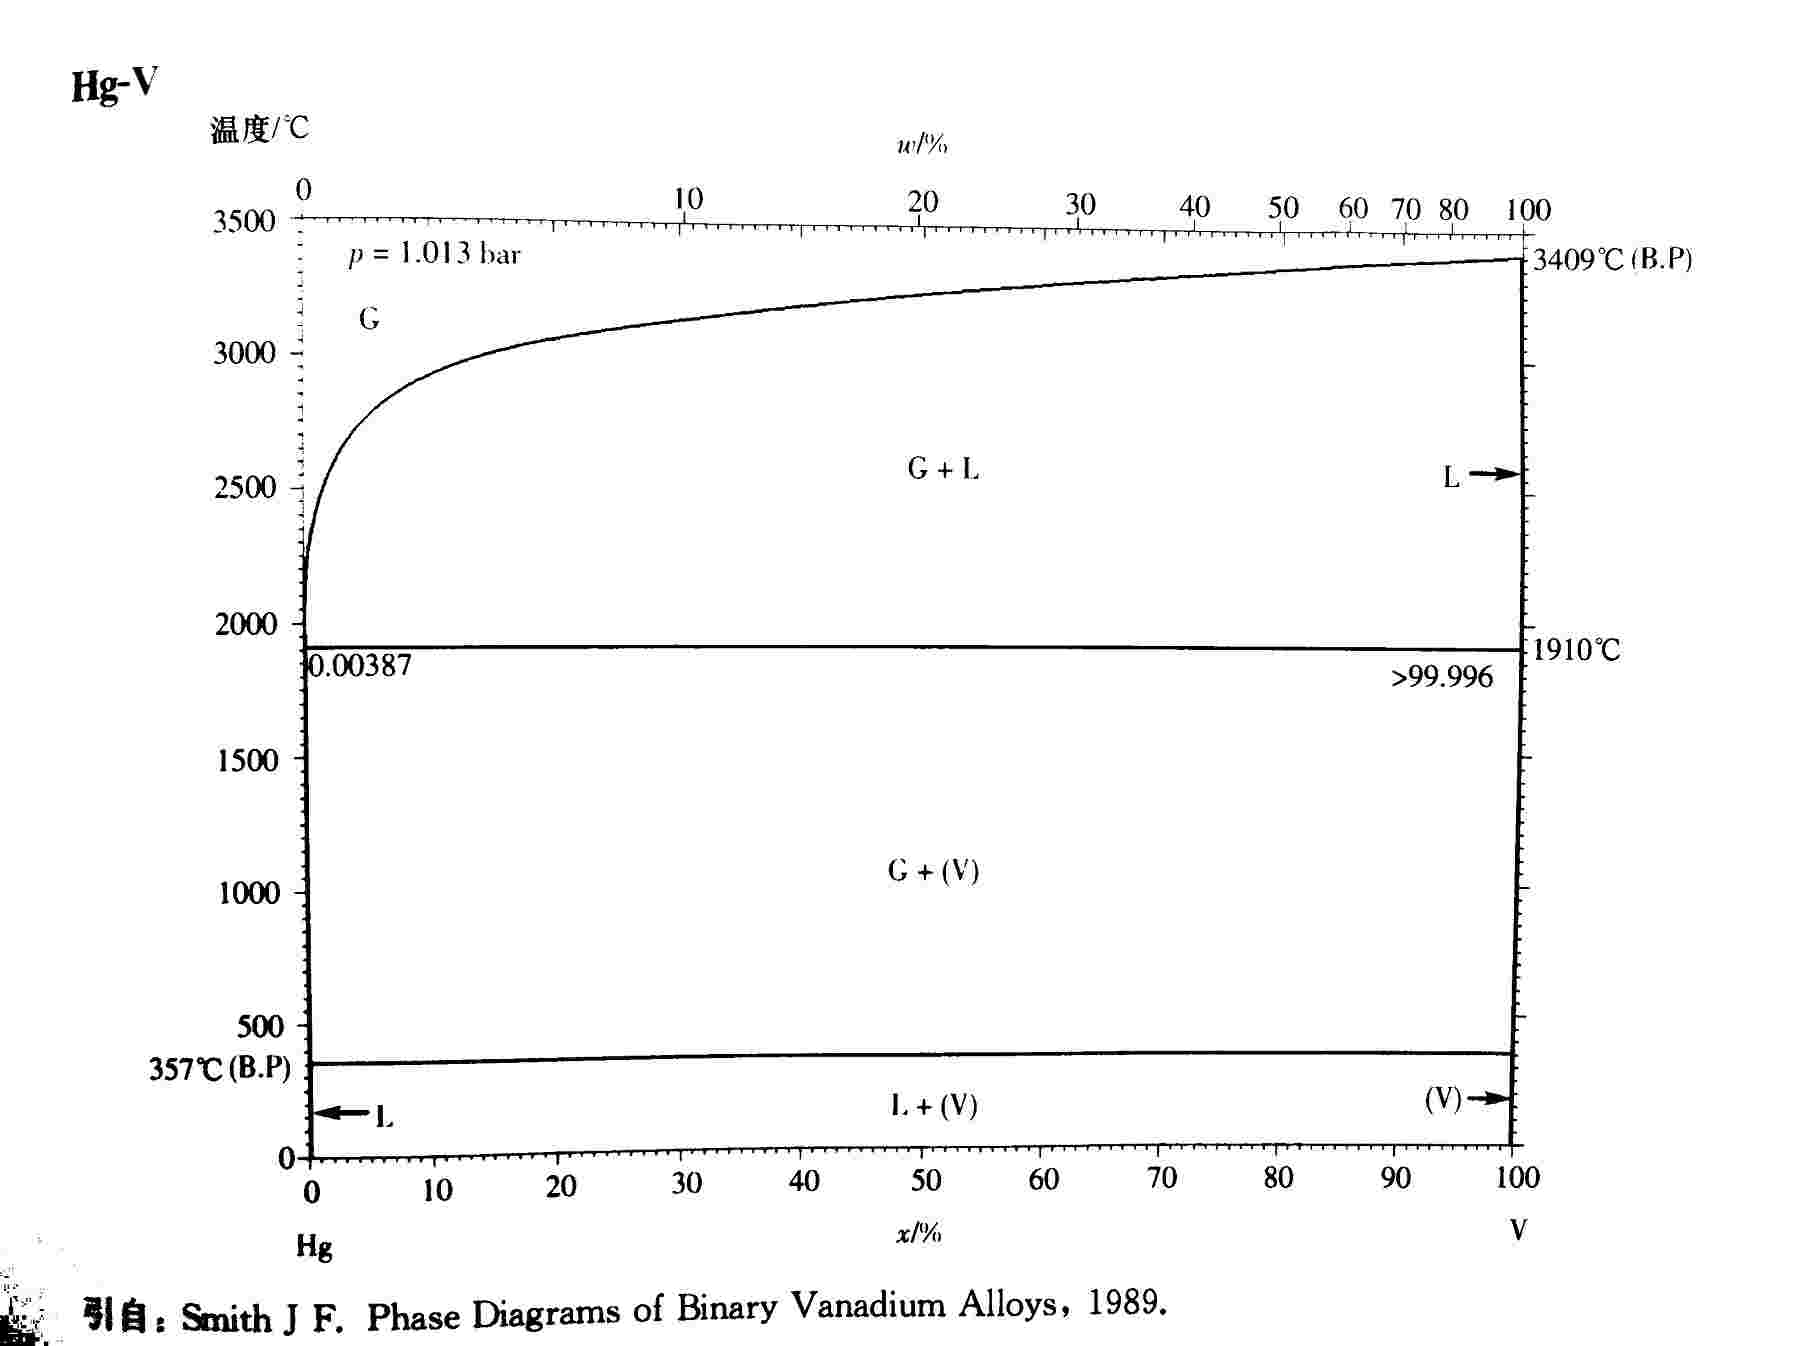 Hg-V
温度/℃
w/%
0 10 20 30 40 50 60 70 80 100
3500
p = 1.013 bar
3409℃(B.P)
G
3000
G + L
L
2500
2000
1910℃
0.00387
>99.996
1500
G + (V)
1000
500
357℃(B.P)
L
L + (V)
(V)
0
0 10 20 30 40 50 60 70 80 90 100
Hg
x/%
V
引自: Smith J F. Phase Diagrams of Binary Vanadium Alloys, 1989.